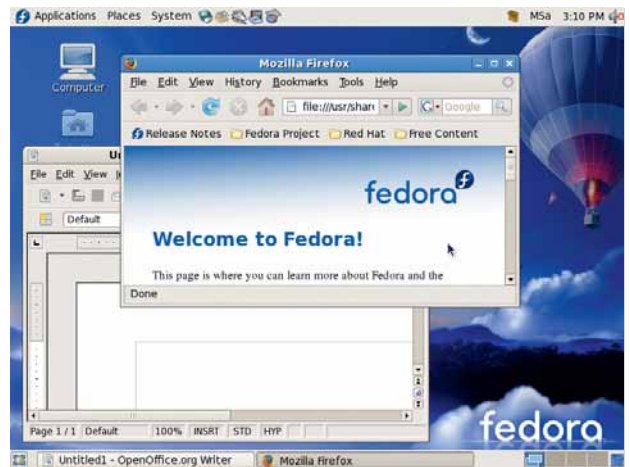 Applications Places System MSa 3:10 PM
Computer
Mozilla Firefox
File Edit View History Bookmarks Tools Help
file:///usr/share Google
Release Notes Fedora Project Red Hat Free Content
fedora
Welcome to Fedora!
This page is where you can learn more about Fedora and the
Done
File Edit View
Default
Page 1 / 1 Default 100% INSRT STD HYP
fedora
Untitled1 - OpenOffice.org Writer Mozilla Firefox